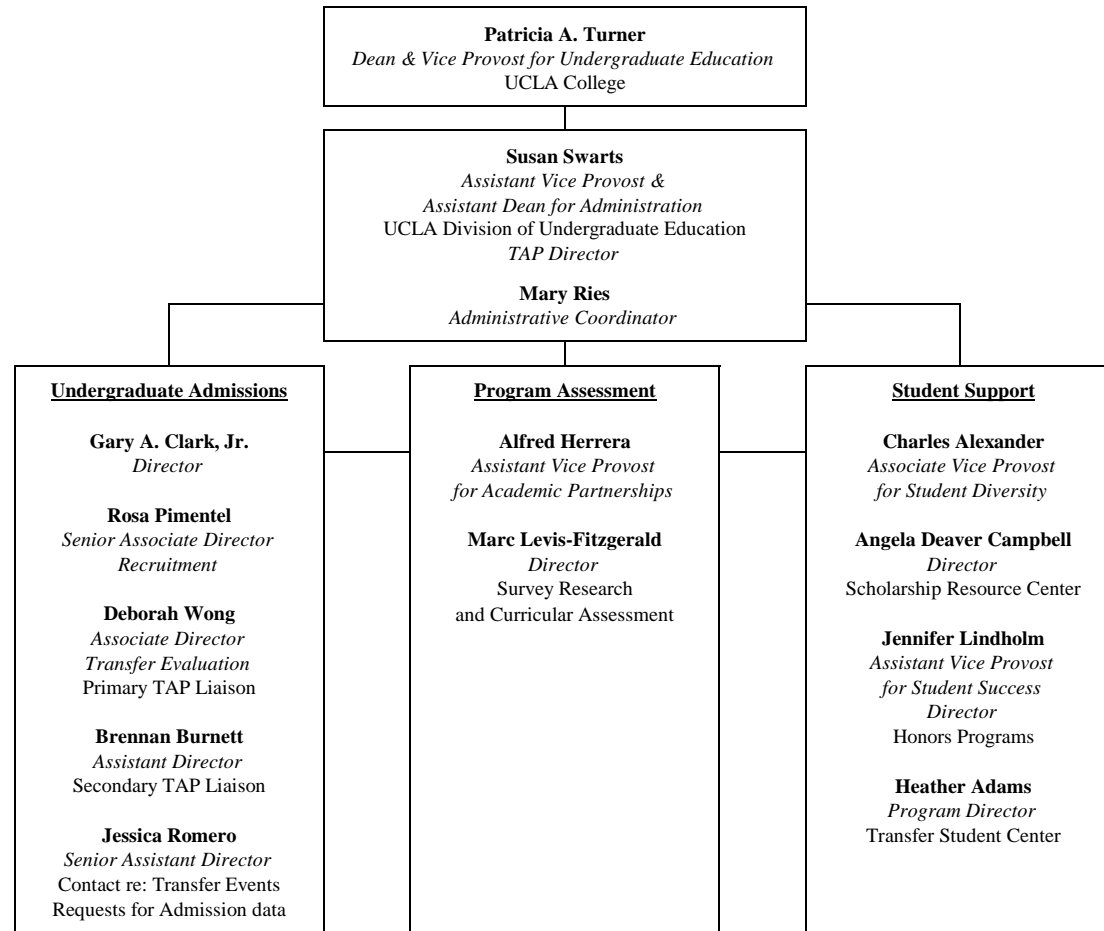 Patricia A. Turner
Dean & Vice Provost for Undergraduate Education
UCLA College
Susan Swarts
Assistant Vice Provost &
Assistant Dean for Administration
UCLA Division of Undergraduate Education
TAP Director
Mary Ries
Administrative Coordinator
Undergraduate Admissions
Gary A. Clark, Jr.
Director
Rosa Pimentel
Senior Associate Director
Recruitment
Deborah Wong
Associate Director
Transfer Evaluation
Primary TAP Liaison
Brennan Burnett
Assistant Director
Secondary TAP Liaison
Jessica Romero
Senior Assistant Director
Contact re: Transfer Events
Requests for Admission data
Program Assessment
Alfred Herrera
Assistant Vice Provost
for Academic Partnerships
Marc Levis-Fitzgerald
Director
Survey Research
and Curricular Assessment
Student Support
Charles Alexander
Associate Vice Provost
for Student Diversity
Angela Deaver Campbell
Director
Scholarship Resource Center
Jennifer Lindholm
Assistant Vice Provost
for Student Success
Director
Honors Programs
Heather Adams
Program Director
Transfer Student Center